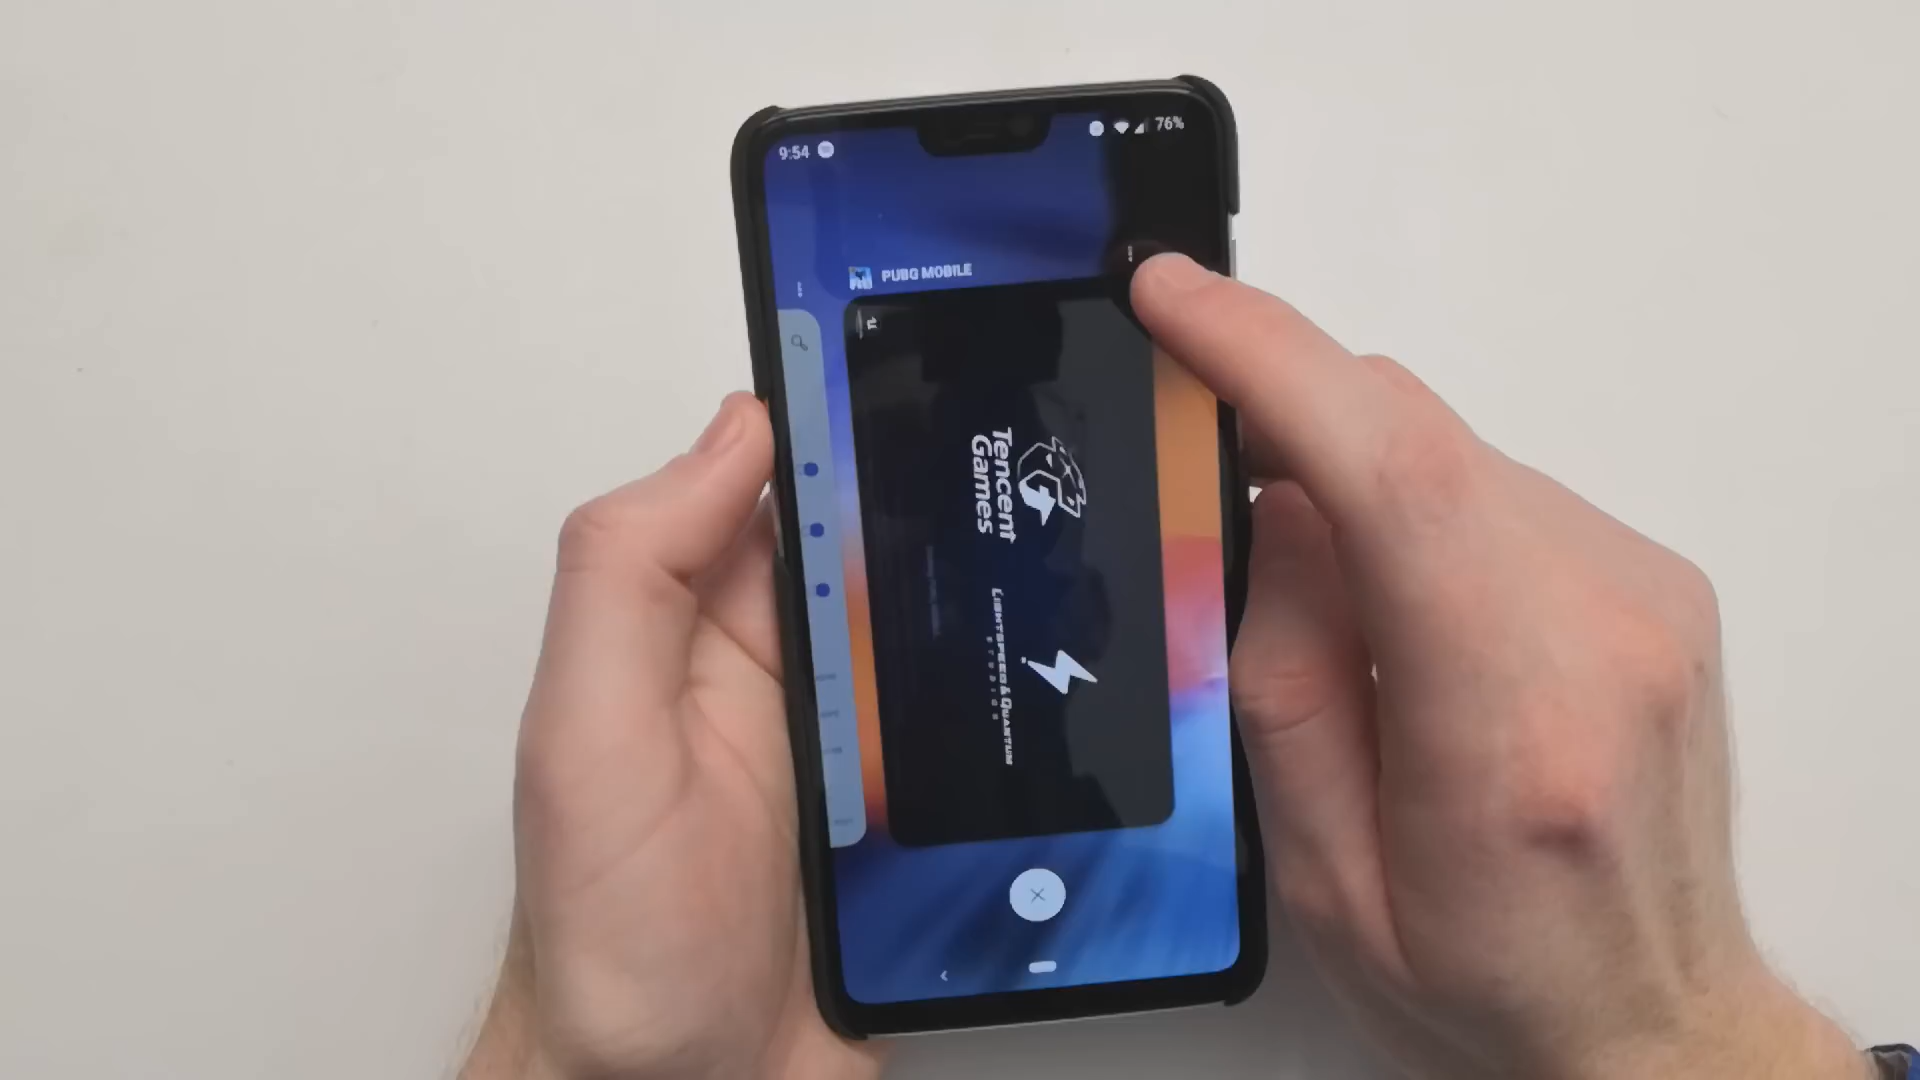 9:54
76%
PUBG MOBILE
Tencent
Games
LIGHTSPEED & QUANTUM
STUDIOS